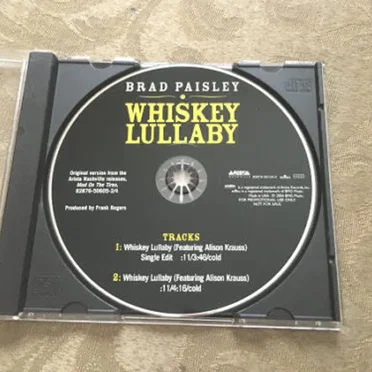 BRAD PAISLEY
WHISKEY
LULLABY
Original version from the
Arista Nashville releases,
Mud On The Tires,
82876-50605-2/4
Produced by Frank Rogers
ARISTA
NASHVILLE
FOR PROMOTIONAL USE ONLY
NOT FOR SALE
TRACKS
1: Whiskey Lullaby (Featuring Alison Krauss)
Single Edit :11/3:46/cold
2: Whiskey Lullaby (Featuring Alison Krauss)
:11/4:16/cold